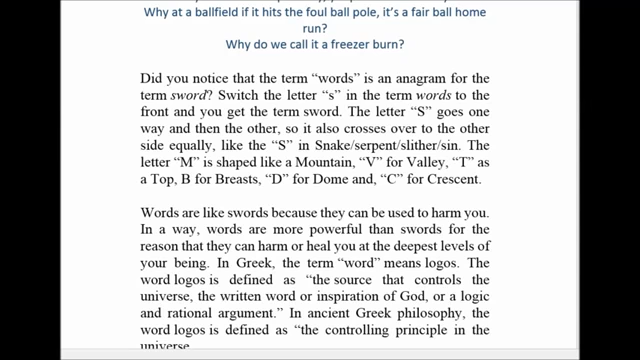 Why at a ballfield if it hits the foul ball pole, it's a fair ball home
run?
Why do we call it a freezer burn?
Did you notice that the term “words” is an anagram for the
term sword? Switch the letter “s” in the term words to the
front and you get the term sword. The letter “S” goes one
way and then the other, so it also crosses over to the other
side equally, like the “S” in Snake/serpent/slither/sin. The
letter “M” is shaped like a Mountain, “V” for Valley, “T” as
a Top, B for Breasts, “D” for Dome and, “C” for Crescent.
Words are like swords because they can be used to harm you.
In a way, words are more powerful than swords for the
reason that they can harm or heal you at the deepest levels of
your being. In Greek, the term “word” means logos. The
word logos is defined as “the source that controls the
universe, the written word or inspiration of God, or a logic
and rational argument.” In ancient Greek philosophy, the
word logos is defined as “the controlling principle in the
universe